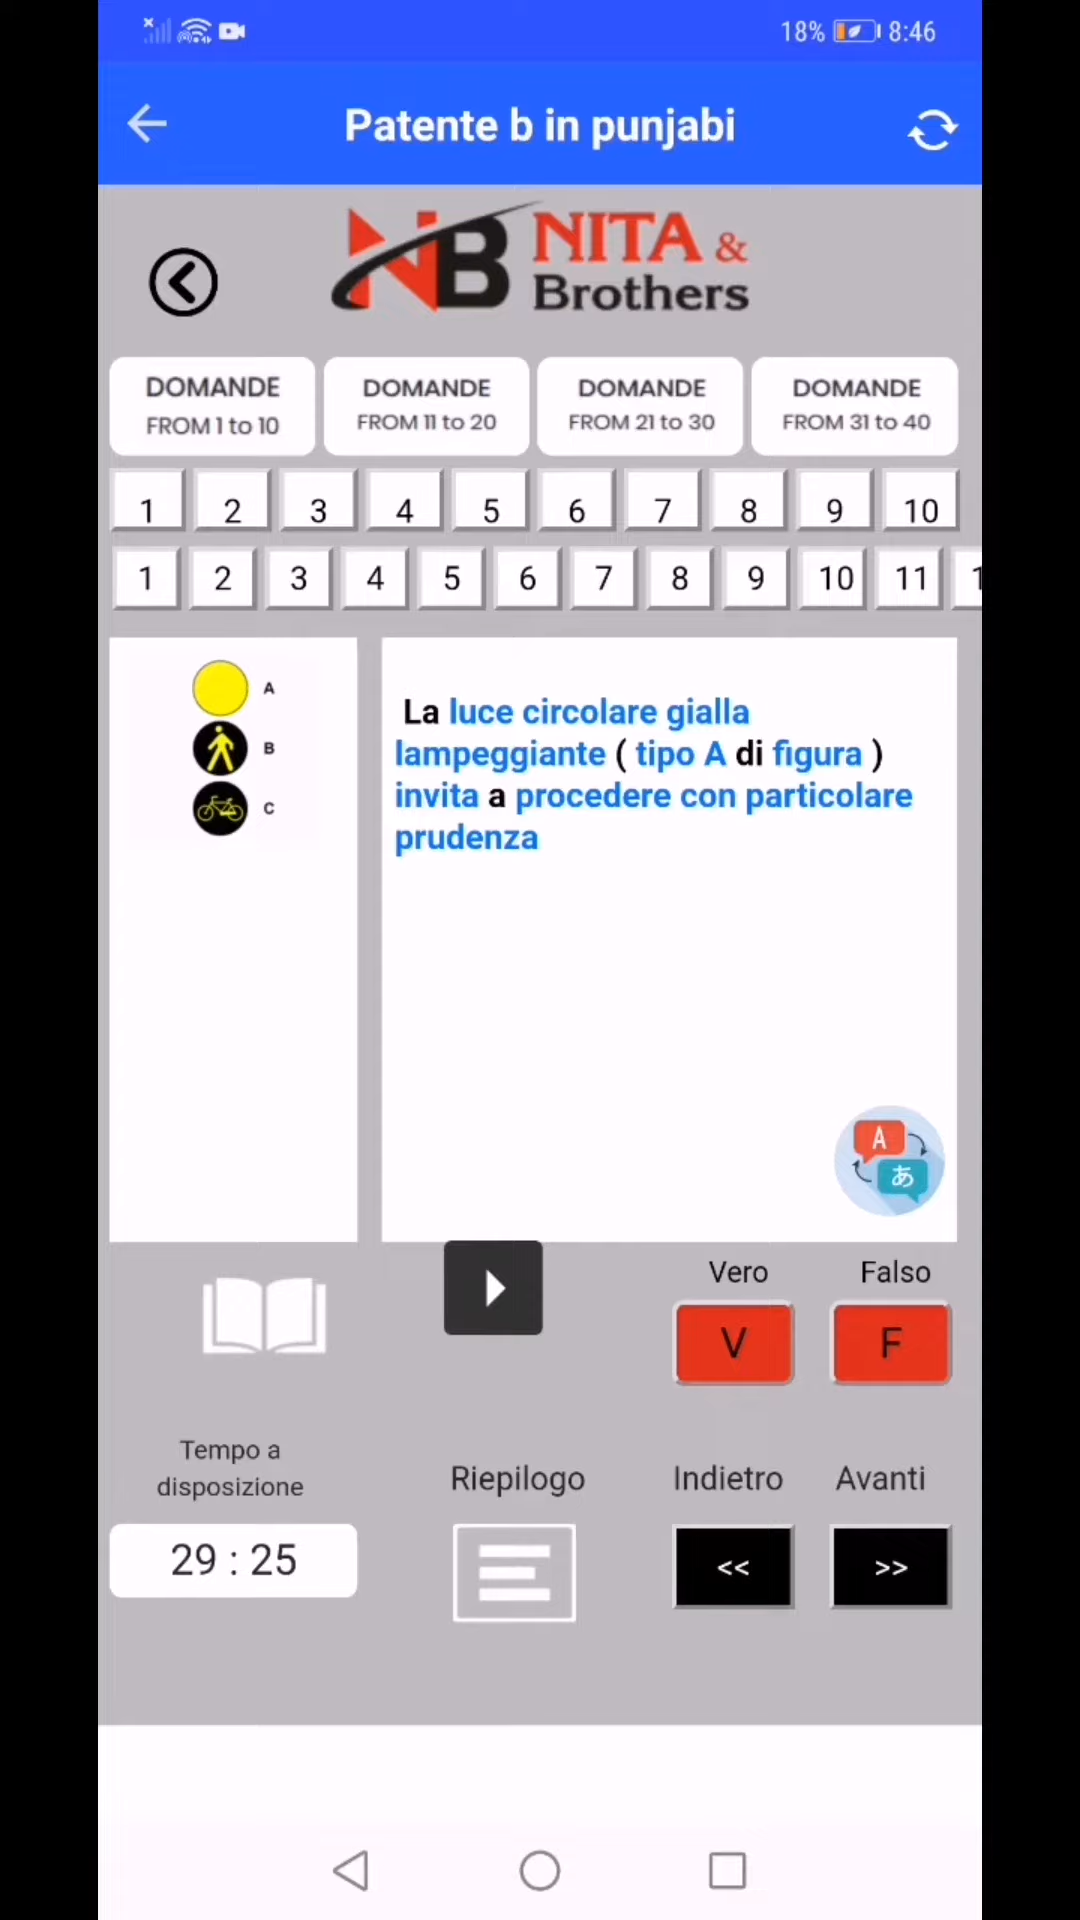 18% 8:46
Patente b in punjabi
NB NITA &
Brothers
DOMANDE DOMANDE DOMANDE DOMANDE
FROM 1 to 10 FROM 11 to 20 FROM 21 to 30 FROM 31 to 40
1 2 3 4 5 6 7 8 9 10
1 2 3 4 5 6 7 8 9 10 11
A
B
C
La luce circolare gialla
lampeggiante ( tipo A di figura )
invita a procedere con particolare
prudenza
A
あ
Vero Falso
V F
Tempo a
disposizione
Riepilogo Indietro Avanti
29 : 25
<< >>